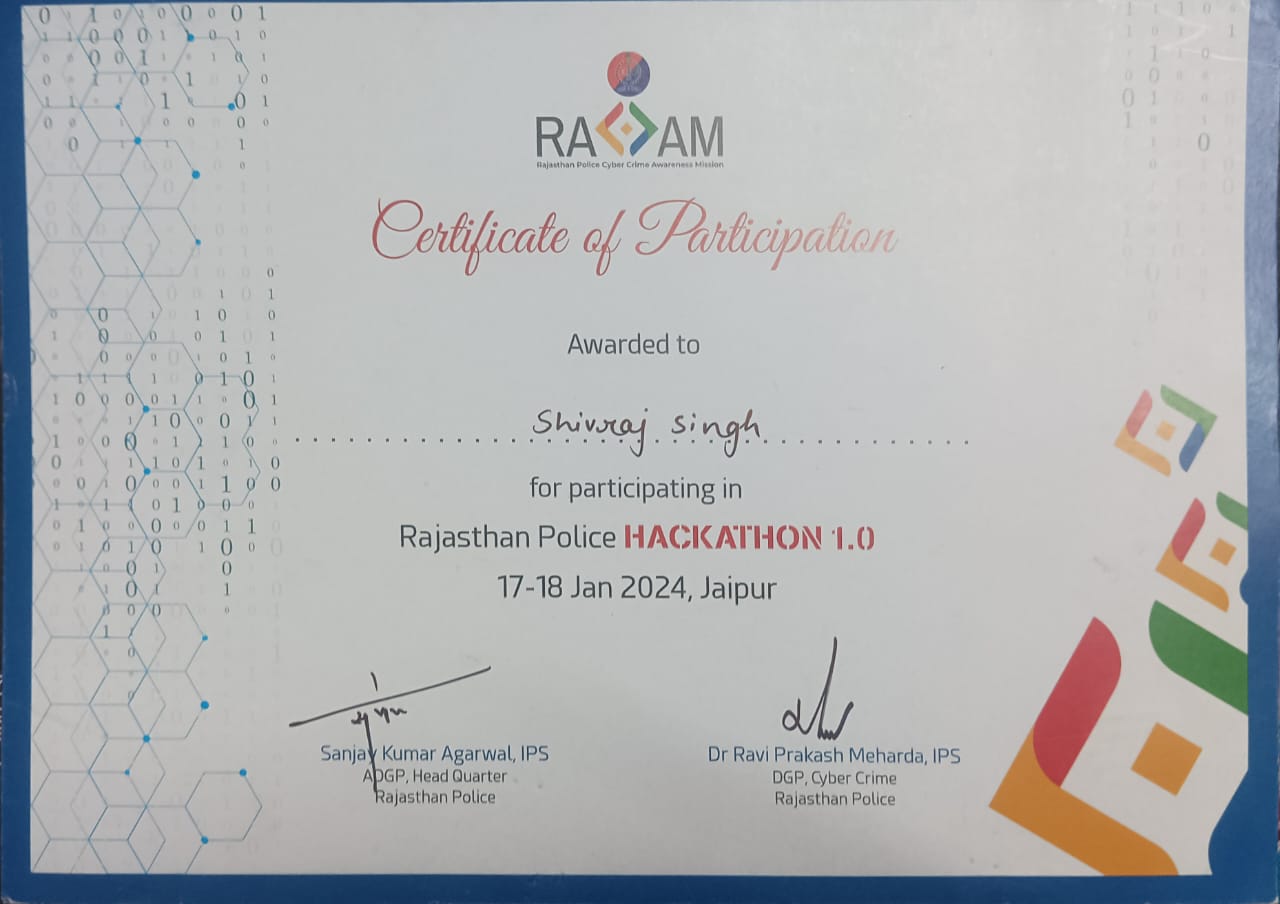 RA AM
Rajasthan Police Cyber Crime Awareness Mission
Certificate of Participation
Awarded to
Shivraj Singh
for participating in
Rajasthan Police HACKATHON 1.0
17-18 Jan 2024, Jaipur
Sanjay Kumar Agarwal, IPS
ADGP, Head Quarter
Rajasthan Police
Dr Ravi Prakash Meharda, IPS
DGP, Cyber Crime
Rajasthan Police